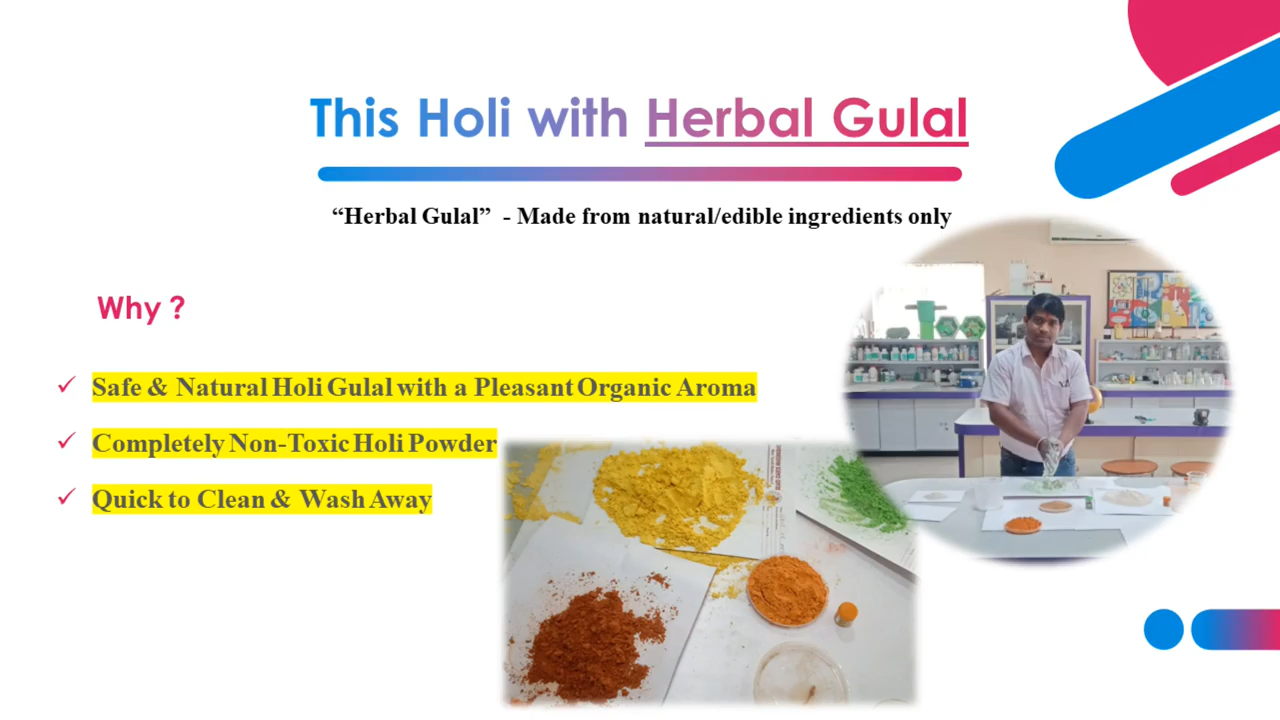 This Holi with Herbal Gulal
“Herbal Gulal” - Made from natural/edible ingredients only
Why ?
Safe & Natural Holi Gulal with a Pleasant Organic Aroma
Completely Non-Toxic Holi Powder
Quick to Clean & Wash Away